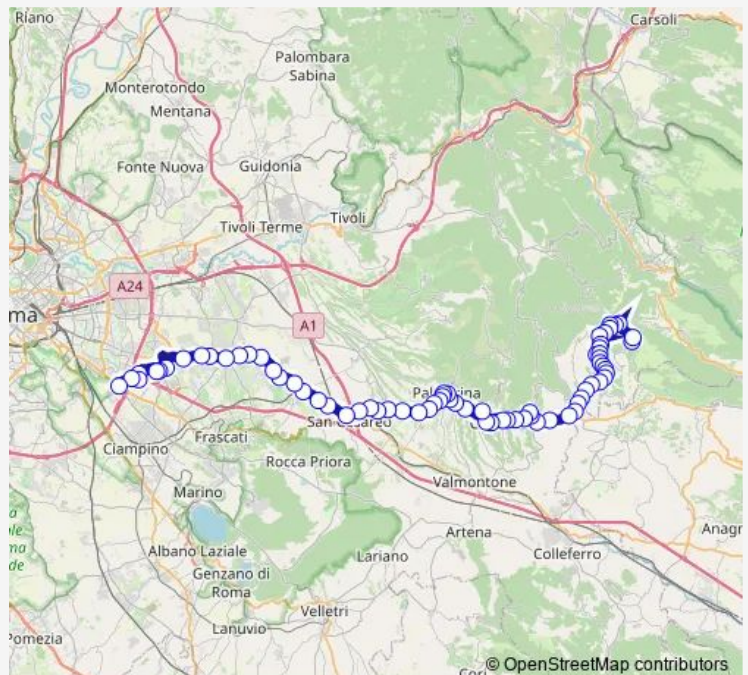 Riano
Carsoli
Palombara
Sabina
Monterotondo
Mentana
Fonte Nuova
Guidonia
Tivoli Terme
Tivoli
A24
ma
A1
San Cesareo
Ciampino
Frascati
Rocca Priora
Marino
Valmontone
Artena
Anagr
Albano Laziale
Lariano
Colleferro
Genzano di
Roma
Velletri
Lanuvio
Pomezia
© OpenStreetMap contributors